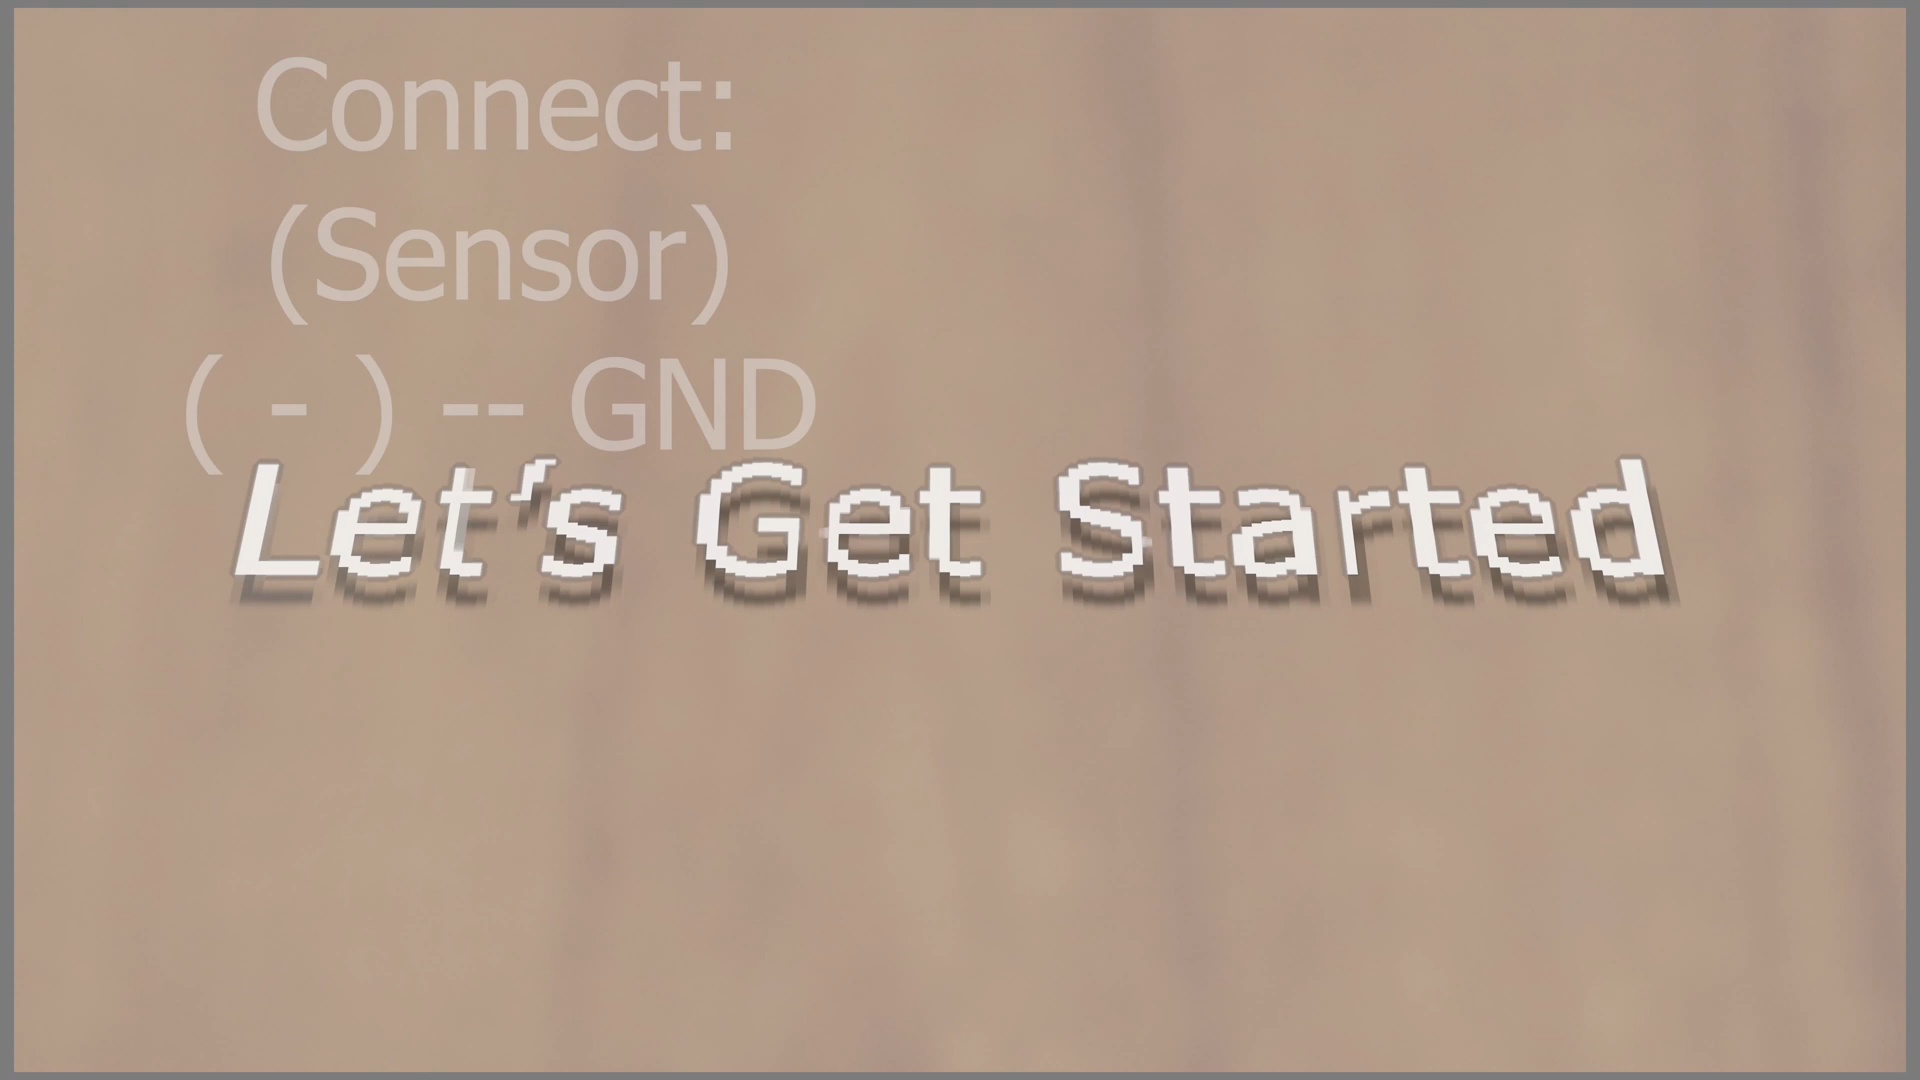 Connect:
(Sensor)
( - ) -- GND
Let's Get Started